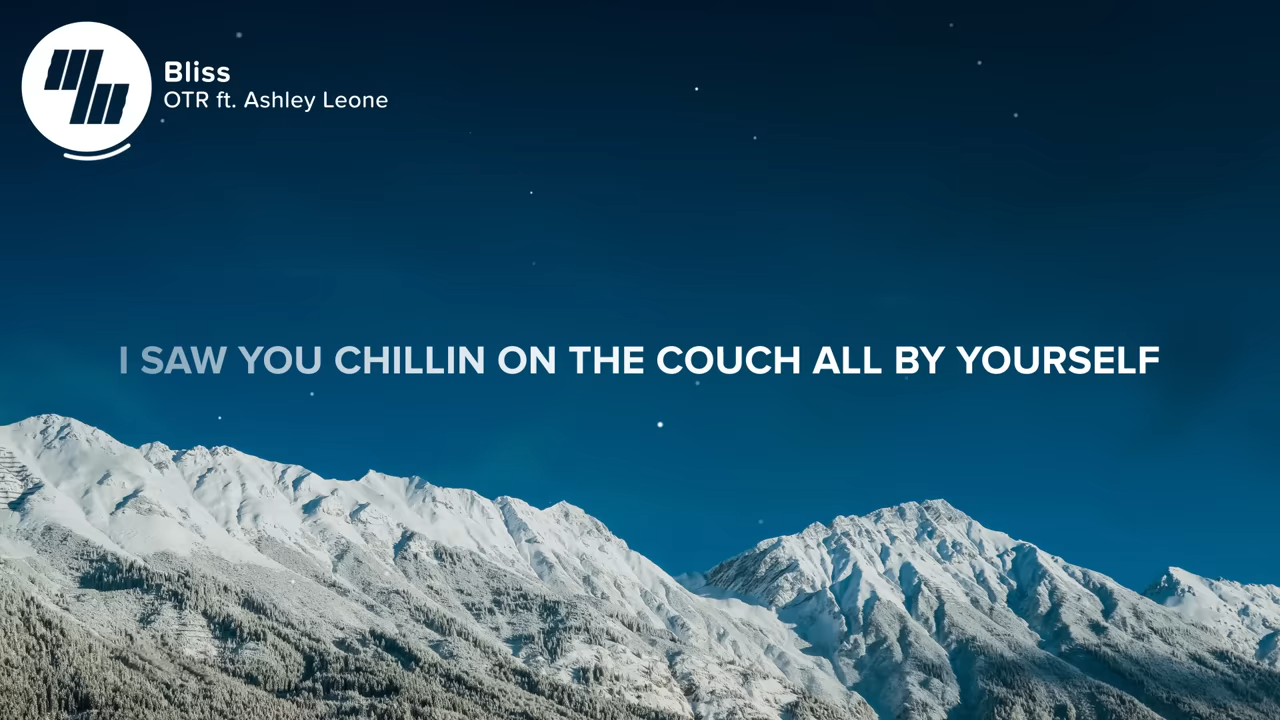 Bliss
OTR ft. Ashley Leone
I SAW YOU CHILLIN ON THE COUCH ALL BY YOURSELF